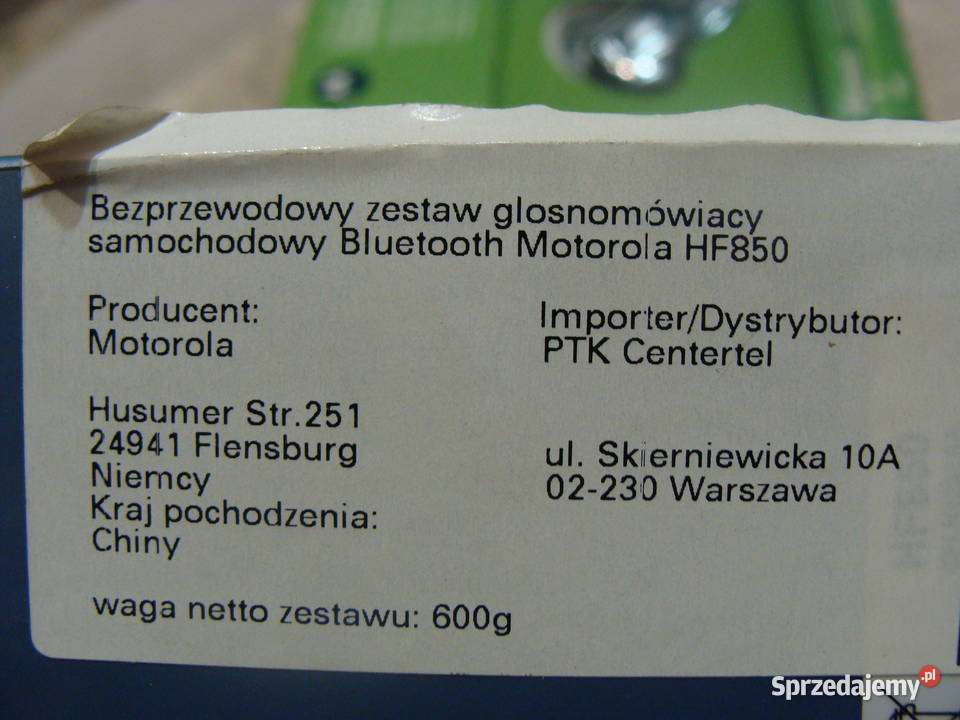 Bezprzewodowy zestaw glosnomówiacy
samochodowy Bluetooth Motorola HF850
Producent:
Motorola
Husumer Str.251
24941 Flensburg
Niemcy
Kraj pochodzenia:
Chiny
Importer/Dystrybutor:
PTK Centertel
ul. Skierniewicka 10A
02-230 Warszawa
waga netto zestawu: 600g
Sprzedajemy.pl